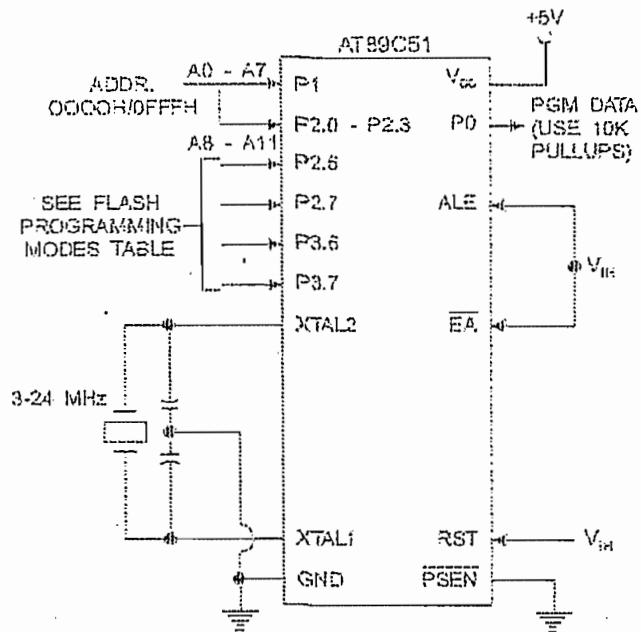 +5V
AT89C51
A0 - A7
ADDR.
OOOOH/OFFFH
P1
VCC
P2.0 - P2.3
P0
PGM DATA
(USE 10K
PULLUPS)
A8 - A11
P2.6
SEE FLASH
PROGRAMMING
MODES TABLE
P2.7
ALE
P3.6
VIH
P3.7
XTAL2
EA
3-24 MHz
XTAL1
RST
VIH
GND
PSEN